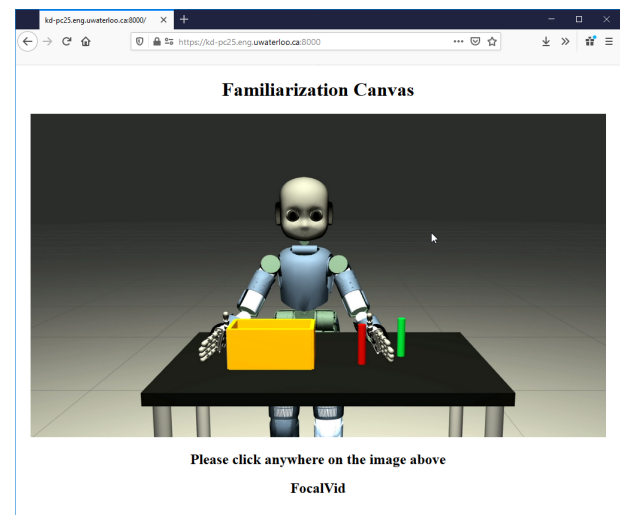 kd-pc25.eng.uwaterloo.ca:8000/
https://kd-pc25.eng.uwaterloo.ca:8000
Familiarization Canvas
Please click anywhere on the image above
FocalVid